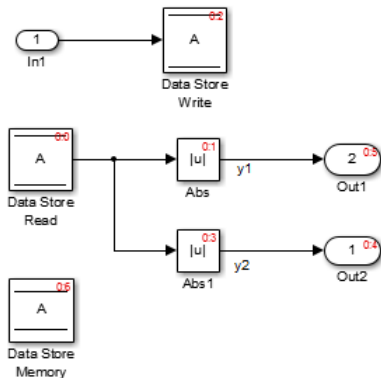 0:2
1
A
In1
Data Store
Write
0:0
A
0:1
|u|
y1
0:5
2
Data Store
Read
Abs
Out1
0:3
|u|
y2
0:4
1
Abs1
Out2
0:6
A
Data Store
Memory